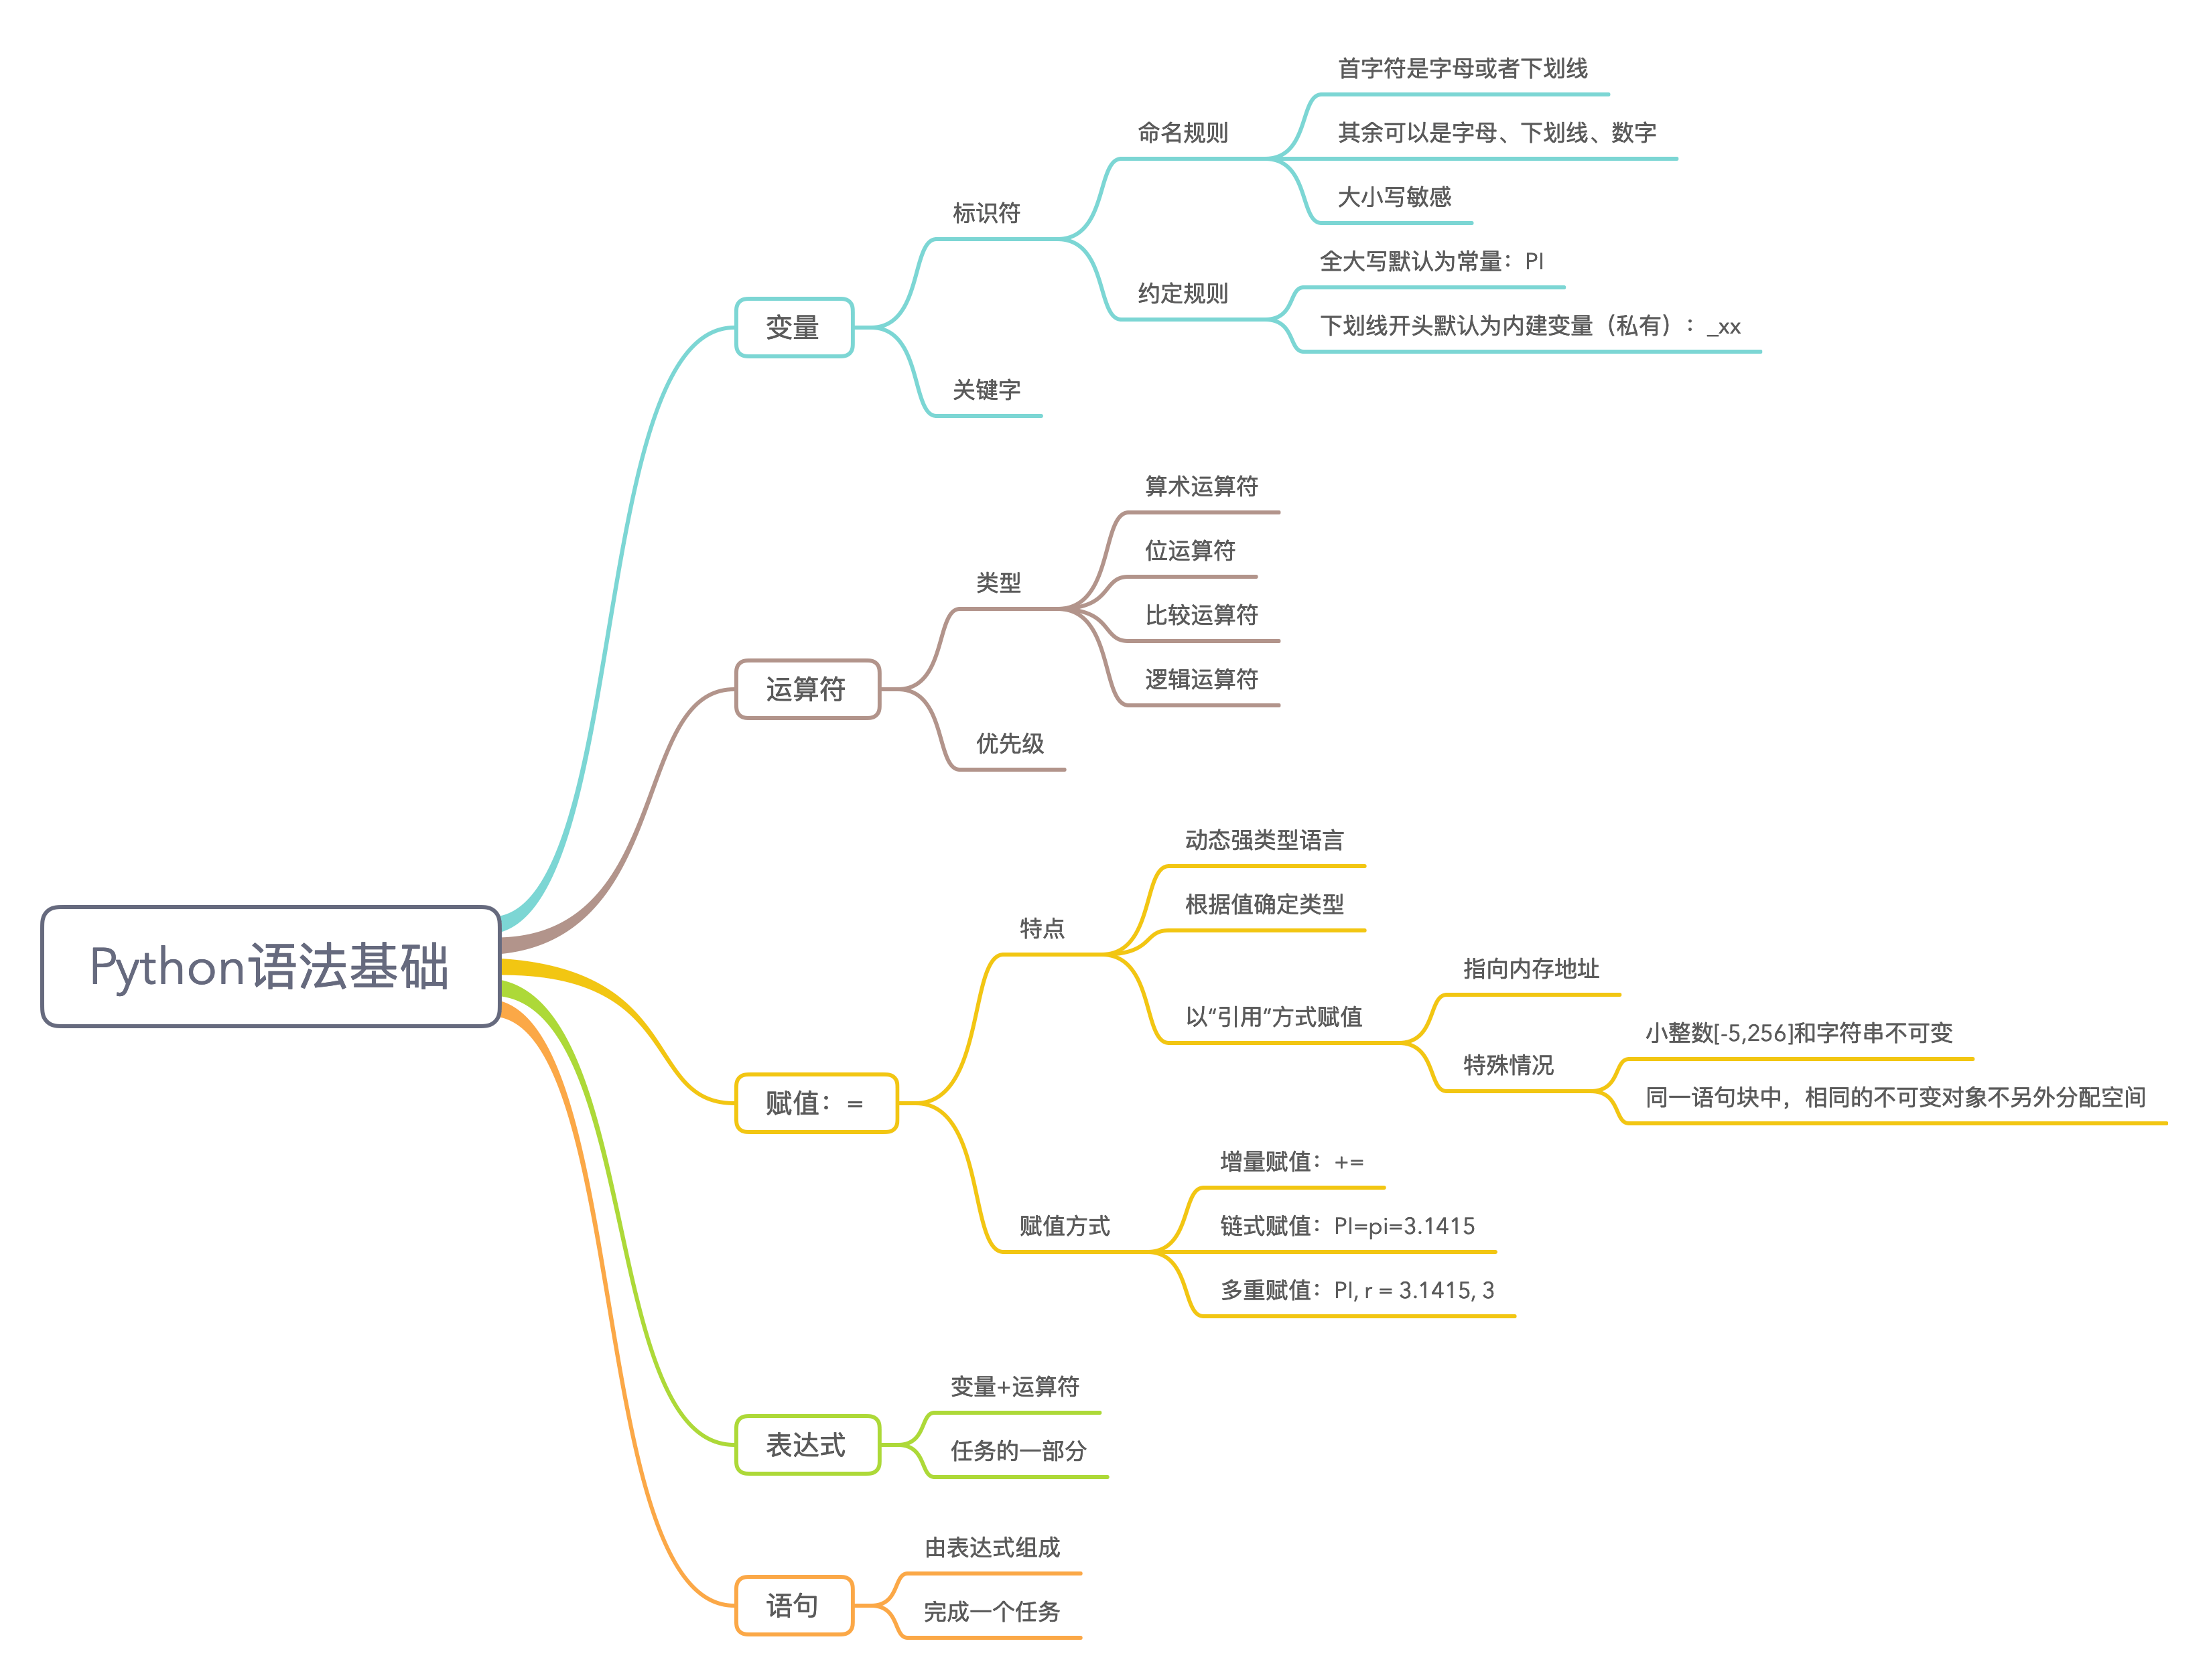 首字符是字母或者下划线
命名规则
其余可以是字母、下划线、数字
大小写敏感
标识符
全大写默认为常量：PI
约定规则
下划线开头默认为内建变量（私有）：_xx
变量
关键字
算术运算符
位运算符
类型
比较运算符
逻辑运算符
运算符
优先级
动态强类型语言
根据值确定类型
特点
指向内存地址
以“引用”方式赋值
小整数[-5,256]和字符串不可变
特殊情况
同一语句块中，相同的不可变对象不另外分配空间
Python语法基础
赋值：=
增量赋值：+=
赋值方式
链式赋值：PI=pi=3.1415
多重赋值：PI, r = 3.1415, 3
变量+运算符
表达式
任务的一部分
由表达式组成
语句
完成一个任务